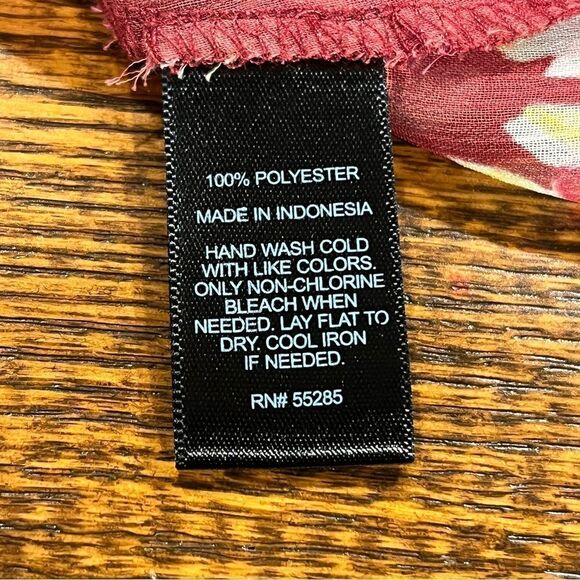 100% POLYESTER
MADE IN INDONESIA
HAND WASH COLD
WITH LIKE COLORS.
ONLY NON-CHLORINE
BLEACH WHEN
NEEDED. LAY FLAT TO
DRY. COOL IRON
IF NEEDED.
RN# 55285